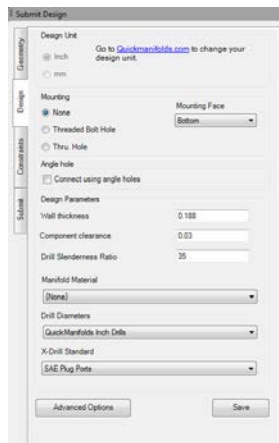 Submit Design
Geometry
Design
Constraints
Submit
Design Unit
Inch
mm
Go to Quickmanifolds.com to change your
design unit.
Mounting
None
Threaded Bolt Hole
Thru. Hole
Mounting Face
Bottom
Angle hole
Connect using angle holes
Design Parameters
Wall thickness
0.188
Component clearance
0.03
Drill Slenderness Ratio
35
Manifold Material
(None)
Drill Diameters
QuickManifolds Inch Drills
X-Drill Standard
SAE Plug Ports
Advanced Options
Save